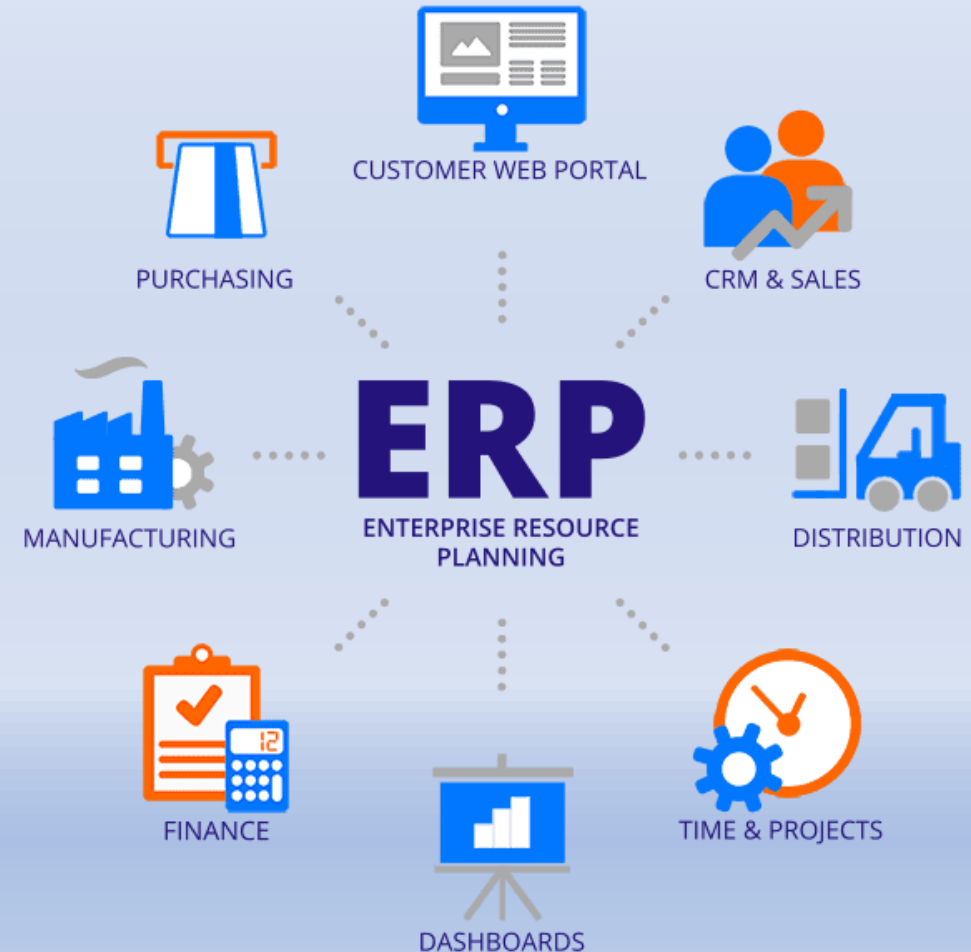 CUSTOMER WEB PORTAL
PURCHASING
CRM & SALES
ERP
ENTERPRISE RESOURCE
PLANNING
MANUFACTURING
DISTRIBUTION
12
FINANCE
TIME & PROJECTS
DASHBOARDS